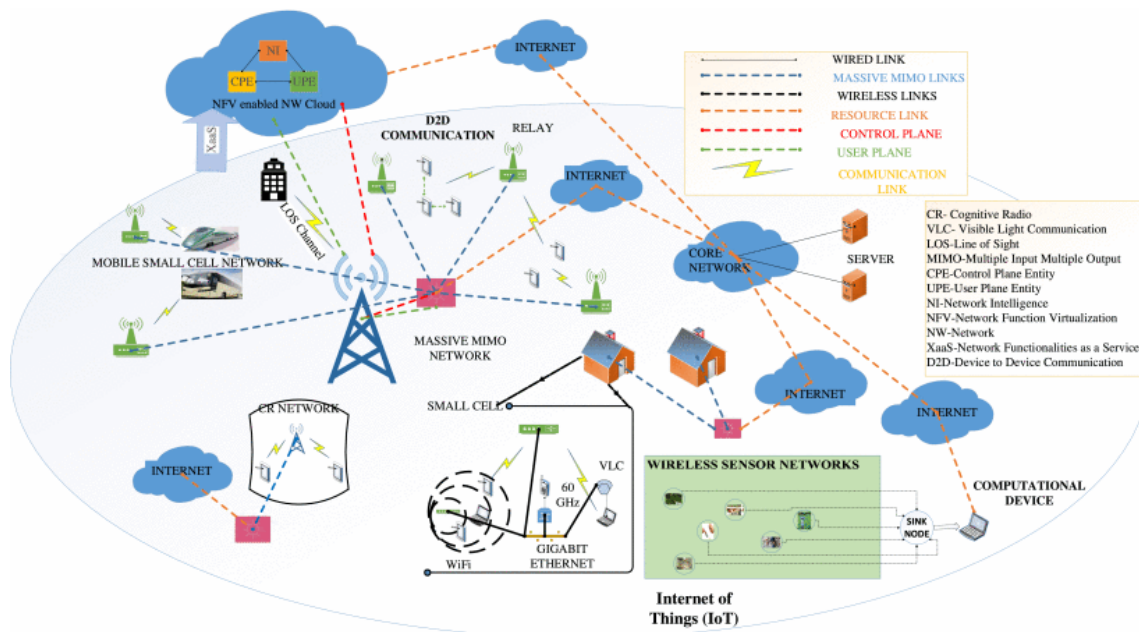 INTERNET
NI
CPE
UPE
NFV enabled NW Cloud
XaaS
D2D
COMMUNICATION
RELAY
LOS Channel
INTERNET
MOBILE SMALL CELL NETWORK
MASSIVE MIMO
NETWORK
CORE
NETWORK
SERVER
WIRED LINK
MASSIVE MIMO LINKS
WIRELESS LINKS
RESOURCE LINK
CONTROL PLANE
USER PLANE
COMMUNICATION
LINK
CR- Cognitive Radio
VLC- Visible Light Communication
LOS-Line of Sight
MIMO-Multiple Input Multiple Output
CPE-Control Plane Entity
UPE-User Plane Entity
NI-Network Intelligence
NFV-Network Function Virtualization
NW-Network
XaaS-Network Functionalities as a Service
D2D-Device to Device Communication
SMALL CELL
CR NETWORK
INTERNET
INTERNET
INTERNET
VLC
60
GHz
WiFi
GIGABIT
ETHERNET
WIRELESS SENSOR NETWORKS
SINK
NODE
COMPUTATIONAL
DEVICE
Internet of
Things (IoT)